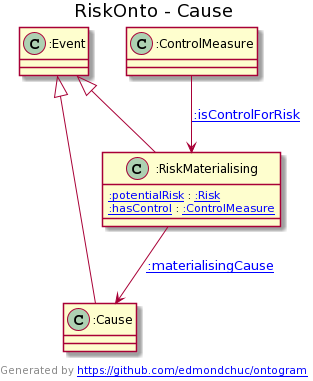 RiskOnto - Cause
C :Event
C :ControlMeasure
:isControlForRisk
C :RiskMaterialising
:potentialRisk : :Risk
:hasControl : :ControlMeasure
:materialisingCause
C :Cause
Generated by https://github.com/edmondchuc/ontogram